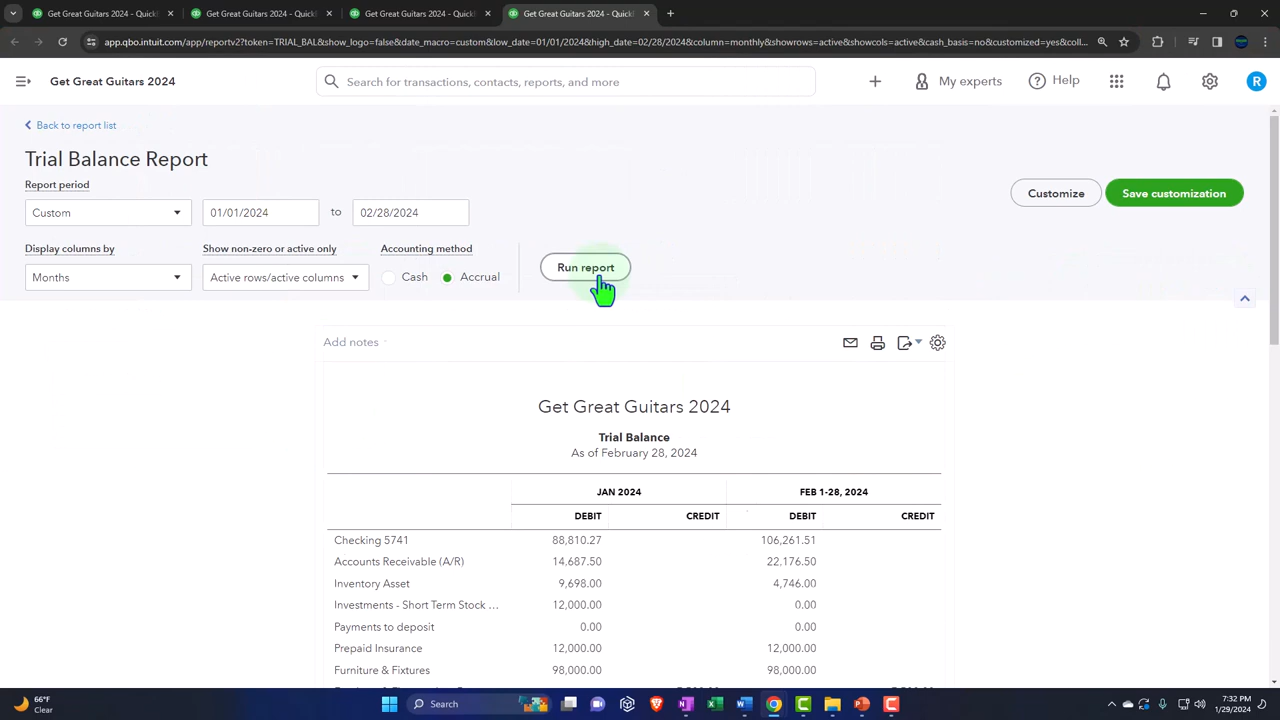 Get Great Guitars 2024 - QuickB
Get Great Guitars 2024 - QuickB
Get Great Guitars 2024 - QuickB
Get Great Guitars 2024 - QuickB
app.qbo.intuit.com/app/reportv2?token=TRIAL_BAL&show_logo=false&date_macro=custom&low_date=01/01/2024&high_date=02/28/2024&column=monthly&showrows=active&showcols=active&cash_basis=no&customized=yes&coll...
Get Great Guitars 2024
Search for transactions, contacts, reports, and more
My experts
Help
R
Back to report list
Trial Balance Report
Report period
Customize
Save customization
Custom
01/01/2024
to
02/28/2024
Display columns by
Show non-zero or active only
Accounting method
Months
Active rows/active columns
Cash
Accrual
Run report
Add notes
Get Great Guitars 2024
Trial Balance
As of February 28, 2024
JAN 2024 FEB 1-28, 2024
DEBIT CREDIT DEBIT CREDIT
Checking 5741 88,810.27 106,261.51
Accounts Receivable (A/R) 14,687.50 22,176.50
Inventory Asset 9,698.00 4,746.00
Investments - Short Term Stock ... 12,000.00 0.00
Payments to deposit 0.00 0.00
Prepaid Insurance 12,000.00 12,000.00
Furniture & Fixtures 98,000.00 98,000.00
66°F
Clear
Search
7:32 PM
1/29/2024